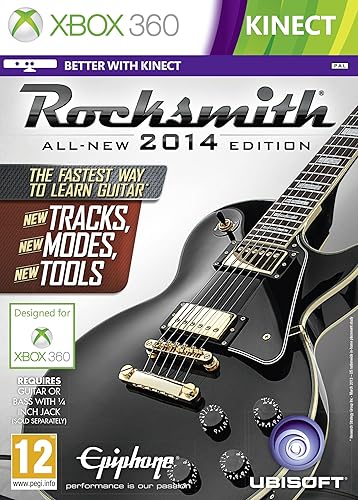 XBOX 360
KINECT
BETTER WITH KINECT
PAL
Rocksmith®
ALL-NEW 2014 EDITION
THE FASTEST WAY
TO LEARN GUITAR*
NEW TRACKS,
NEW MODES,
NEW TOOLS
Designed for
XBOX 360
REQUIRES
GUITAR OR
BASS WITH ¼
INCH JACK
(SOLD SEPARATELY)
12
www.pegi.info
Epiphone
performance is our passion
UBISOFT